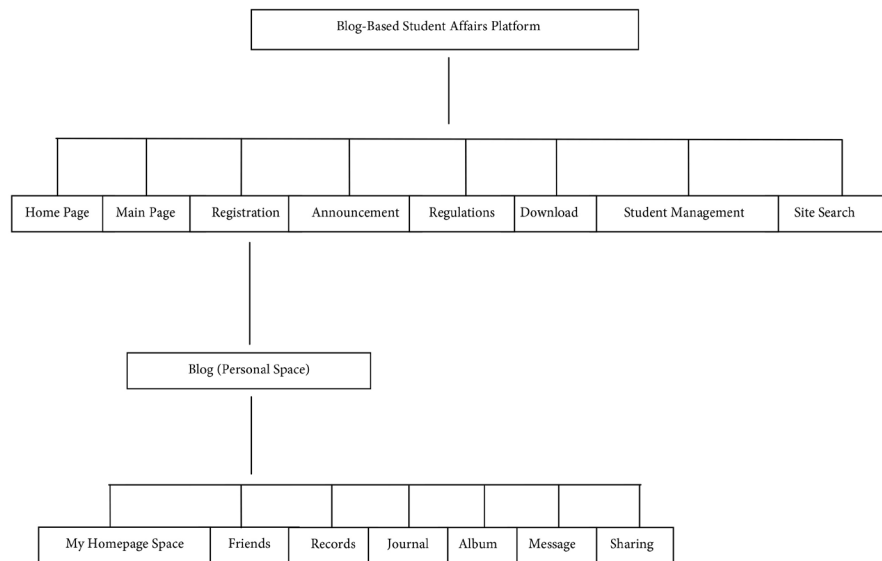 Blog-Based Student Affairs Platform
Home Page
Main Page
Registration
Announcement
Regulations
Download
Student Management
Site Search
Blog (Personal Space)
My Homepage Space
Friends
Records
Journal
Album
Message
Sharing